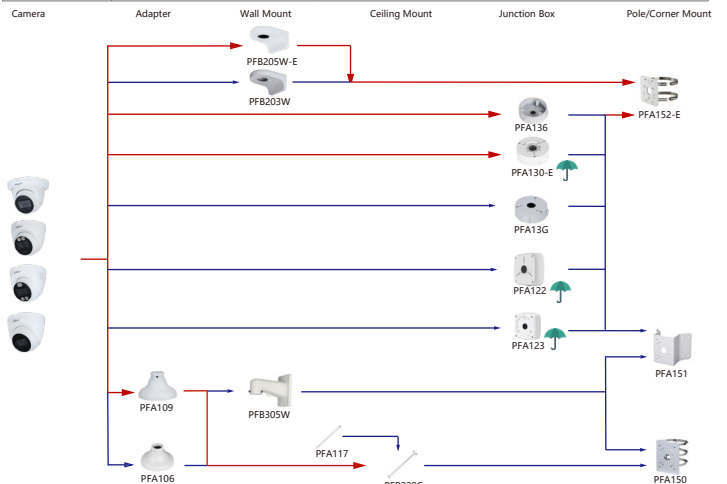 Camera Adapter Wall Mount Ceiling Mount Junction Box Pole/Corner Mount
PFB205W-E
PFB203W
PFA152-E
PFA136
PFA130-E
PFA13G
PFA122
PFA123
PFA151
PFA109
PFB305W
PFA117
PFA106
PFA150